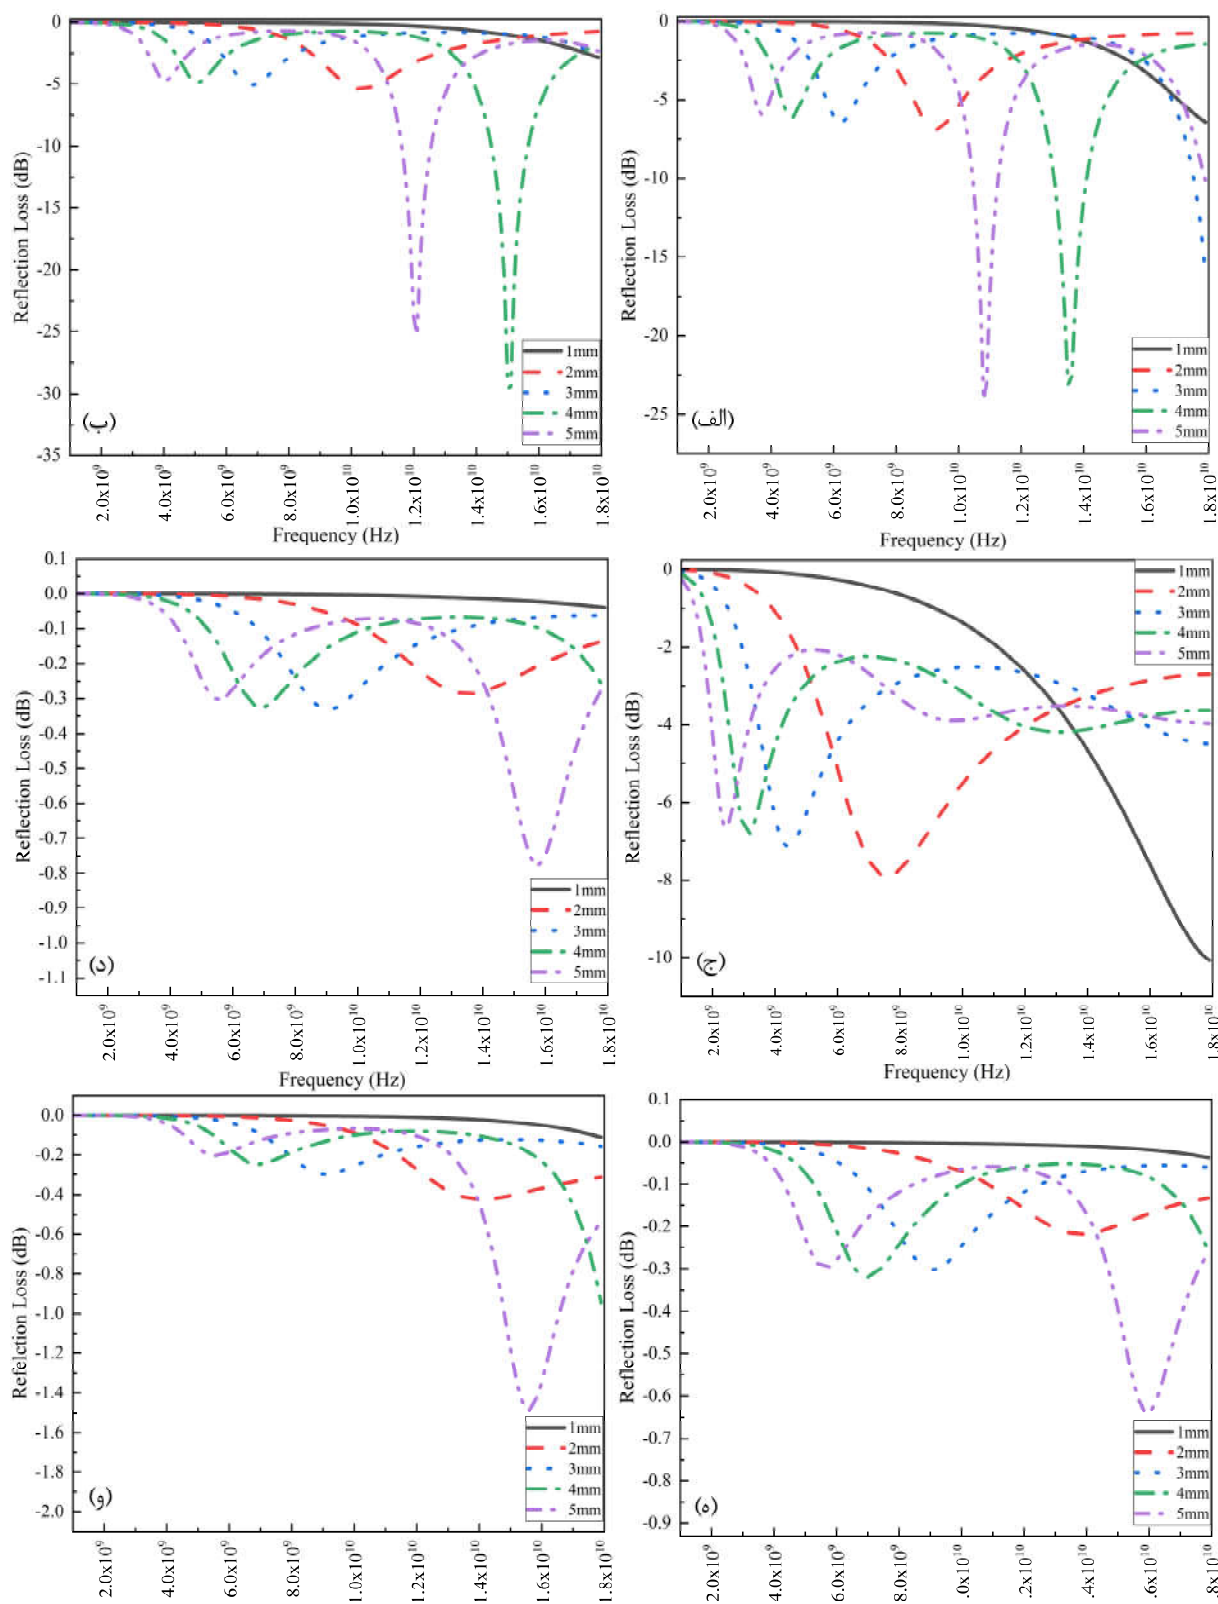 0
-5
-10
-15
-20
-25
-30
-35
Reflection Loss (dB)
1mm
2mm
3mm
4mm
5mm
(ب)
2.0x10⁹
4.0x10⁹
6.0x10⁹
8.0x10⁹
1.0x10¹⁰
1.2x10¹⁰
1.4x10¹⁰
1.6x10¹⁰
1.8x10¹⁰
Frequency (Hz)
0
-5
-10
-15
-20
-25
Reflection Loss (dB)
1mm
2mm
3mm
4mm
5mm
(الف)
2.0x10⁹
4.0x10⁹
6.0x10⁹
8.0x10⁹
1.0x10¹⁰
1.2x10¹⁰
1.4x10¹⁰
1.6x10¹⁰
1.8x10¹⁰
Frequency (Hz)
0.1
0.0
-0.1
-0.2
-0.3
-0.4
-0.5
-0.6
-0.7
-0.8
-0.9
-1.0
-1.1
Reflection Loss (dB)
1mm
2mm
3mm
4mm
5mm
(د)
2.0x10⁹
4.0x10⁹
6.0x10⁹
8.0x10⁹
1.0x10¹⁰
1.2x10¹⁰
1.4x10¹⁰
1.6x10¹⁰
1.8x10¹⁰
Frequency (Hz)
0
-2
-4
-6
-8
-10
Reflection Loss (dB)
1mm
2mm
3mm
4mm
5mm
(ج)
2.0x10⁹
4.0x10⁹
6.0x10⁹
8.0x10⁹
1.0x10¹⁰
1.2x10¹⁰
1.4x10¹⁰
1.6x10¹⁰
1.8x10¹⁰
Frequency (Hz)
0.0
-0.2
-0.4
-0.6
-0.8
-1.0
-1.2
-1.4
-1.6
-1.8
-2.0
Refelction Loss (dB)
1mm
2mm
3mm
4mm
5mm
(و)
2.0x10⁹
4.0x10⁹
6.0x10⁹
8.0x10⁹
1.0x10¹⁰
1.2x10¹⁰
1.4x10¹⁰
1.6x10¹⁰
1.8x10¹⁰
0.1
0.0
-0.1
-0.2
-0.3
-0.4
-0.5
-0.6
-0.7
-0.8
-0.9
Reflection Loss (dB)
1mm
2mm
3mm
4mm
5mm
(ه)
2.0x10⁹
4.0x10⁹
6.0x10⁹
8.0x10⁹
.0x10¹⁰
.2x10¹⁰
.4x10¹⁰
.6x10¹⁰
.8x10¹⁰